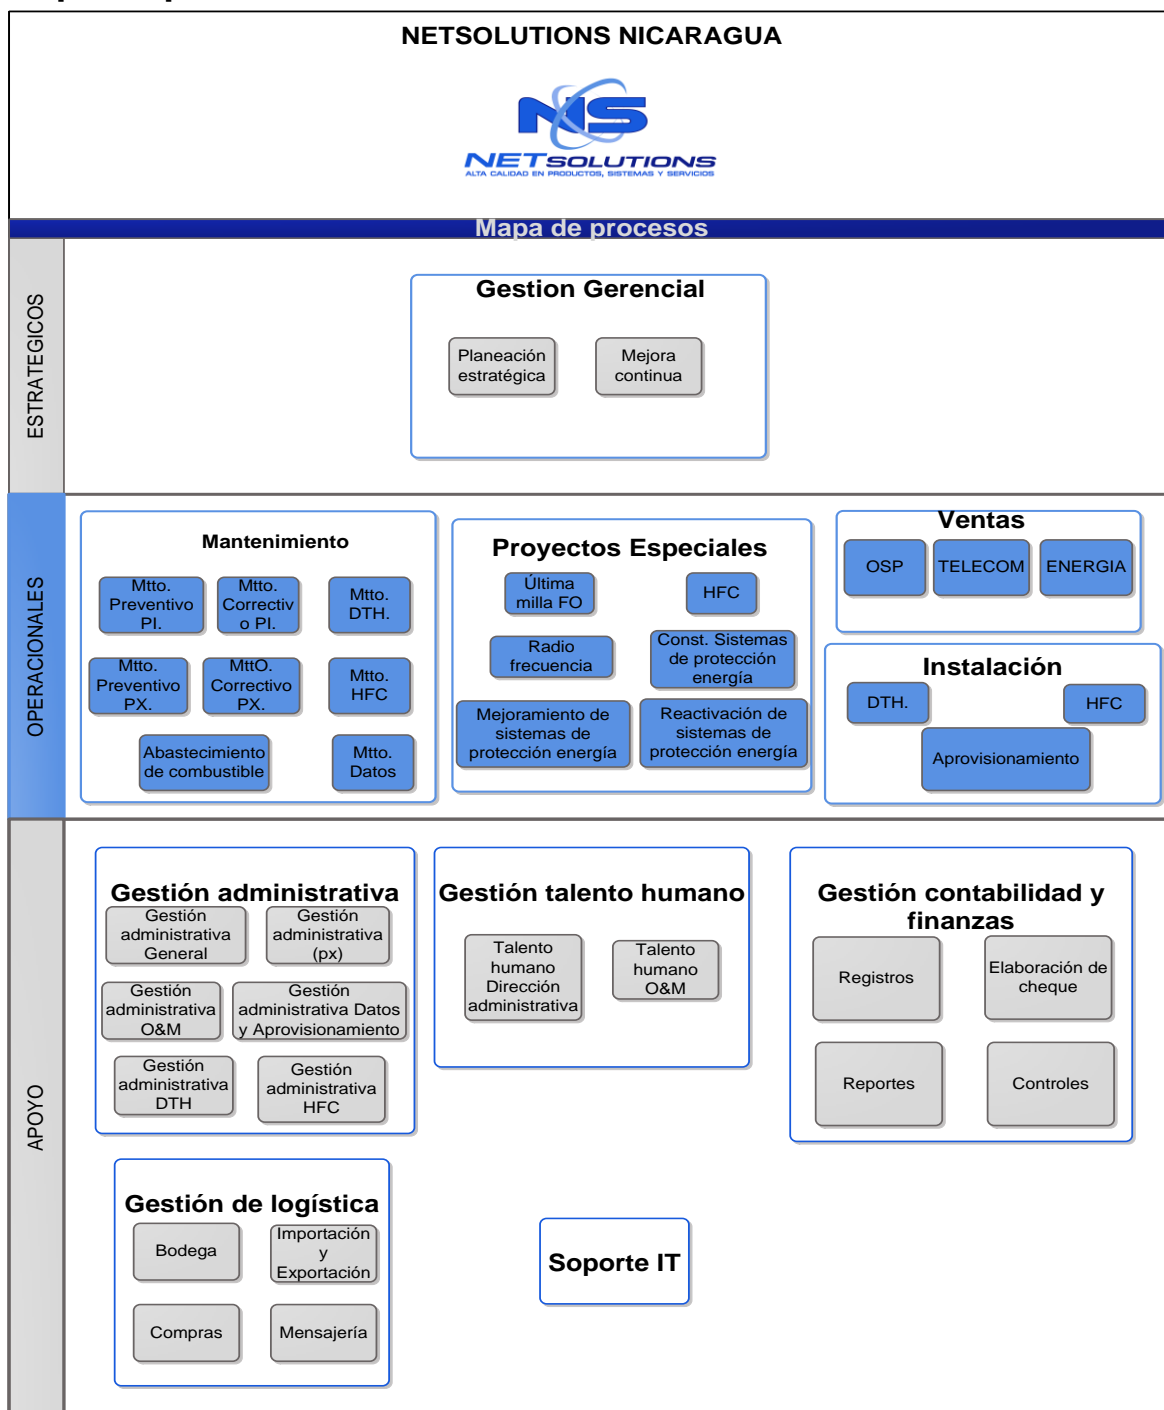 NETSOLUTIONS NICARAGUA
NS
NETSOLUTIONS
ALTA CALIDAD EN PRODUCTOS, SISTEMAS Y SERVICIOS
Mapa de procesos
ESTRATEGICOS
Gestion Gerencial
Planeación
estratégica
Mejora
continua
OPERACIONALES
Mantenimiento
Mtto.
Preventivo
PI.
Mtto.
Correctiv
o PI.
Mtto.
DTH.
Mtto.
Preventivo
PX.
MttO.
Correctivo
PX.
Mtto.
HFC
Abastecimiento
de combustible
Mtto.
Datos
Proyectos Especiales
Última
milla FO
HFC
Radio
frecuencia
Const. Sistemas
de protección
energía
Mejoramiento de
sistemas de
protección energía
Reactivación de
sistemas de
protección energía
Ventas
OSP
TELECOM
ENERGIA
Instalación
DTH.
HFC
Aprovisionamiento
APOYO
Gestión administrativa
Gestión
administrativa
General
Gestión
administrativa
(px)
Gestión
administrativa
O&M
Gestión
administrativa Datos
y Aprovisionamiento
Gestión
administrativa
DTH
Gestión
administrativa
HFC
Gestión talento humano
Talento
humano
Dirección
administrativa
Talento
humano
O&M
Gestión contabilidad y
finanzas
Registros
Elaboración de
cheque
Reportes
Controles
Gestión de logística
Bodega
Importación
y
Exportación
Compras
Mensajería
Soporte IT